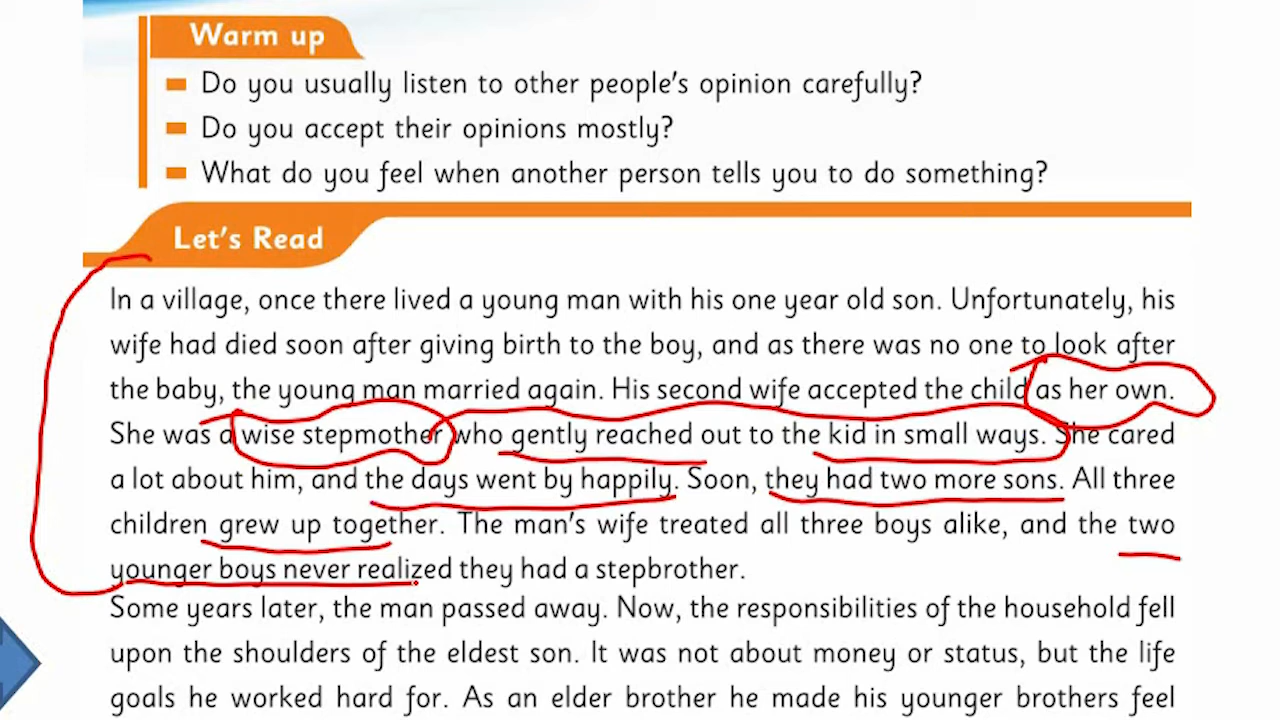 Warm up
Do you usually listen to other people's opinion carefully?
Do you accept their opinions mostly?
What do you feel when another person tells you to do something?
Let's Read
In a village, once there lived a young man with his one year old son. Unfortunately, his
wife had died soon after giving birth to the boy, and as there was no one to look after
the baby, the young man married again. His second wife accepted the child as her own.
She was a wise stepmother who gently reached out to the kid in small ways. She cared
a lot about him, and the days went by happily. Soon, they had two more sons. All three
children grew up together. The man's wife treated all three boys alike, and the two
younger boys never realized they had a stepbrother.
Some years later, the man passed away. Now, the responsibilities of the household fell
upon the shoulders of the eldest son. It was not about money or status, but the life
goals he worked hard for. As an elder brother he made his younger brothers feel